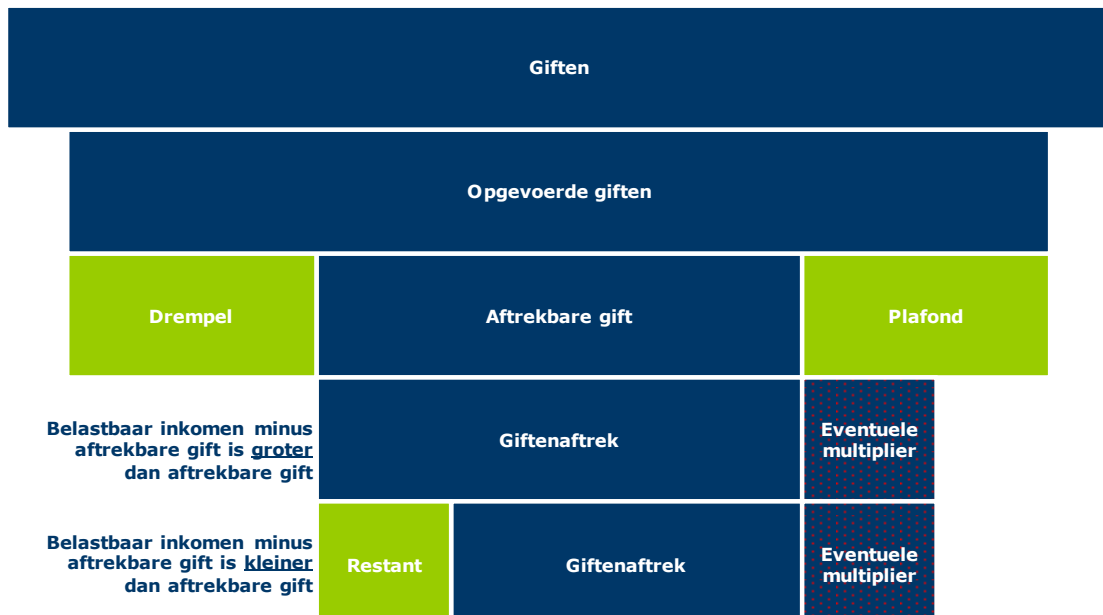 Giften
Opgevoerde giften
Drempel
Aftrekbare gift
Plafond
Belastbaar inkomen minus
aftrekbare gift is groter
dan aftrekbare gift
Giftenaftrek
Eventuele
multiplier
Belastbaar inkomen minus
aftrekbare gift is kleiner
dan aftrekbare gift
Restant
Giftenaftrek
Eventuele
multiplier